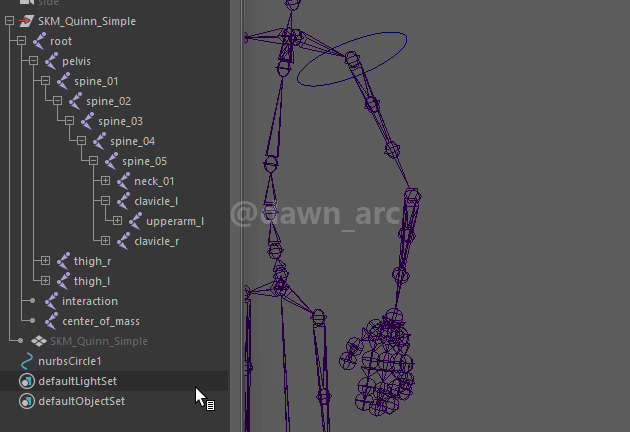 side
SKM_Quinn_Simple
root
pelvis
spine_01
spine_02
spine_03
spine_04
spine_05
neck_01
clavicle_l
upperarm_l
clavicle_r
thigh_r
thigh_l
interaction
center_of_mass
SKM_Quinn_Simple
nurbsCircle1
defaultLightSet
defaultObjectSet
@dawn_arc